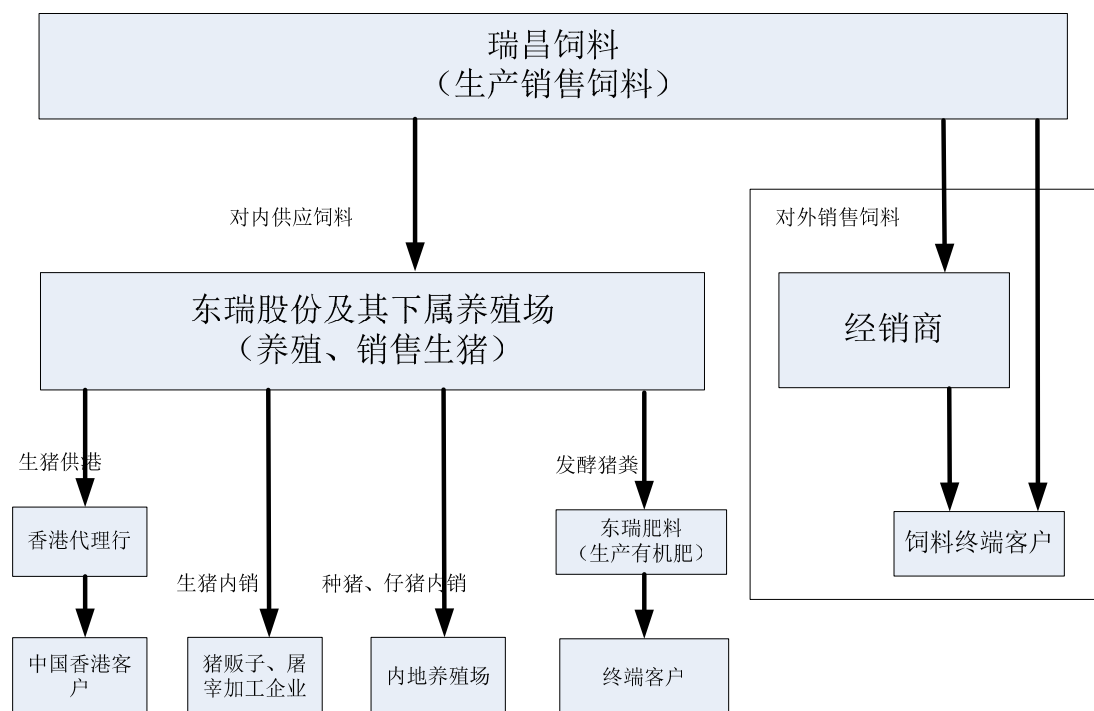 瑞昌饲料
（生产销售饲料）
对内供应饲料
对外销售饲料
东瑞股份及其下属养殖场
（养殖、销售生猪）
经销商
生猪供港
发酵猪粪
香港代理行
东瑞肥料
（生产有机肥）
饲料终端客户
生猪内销
种猪、仔猪内销
中国香港客
户
猪贩子、屠
宰加工企业
内地养殖场
终端客户